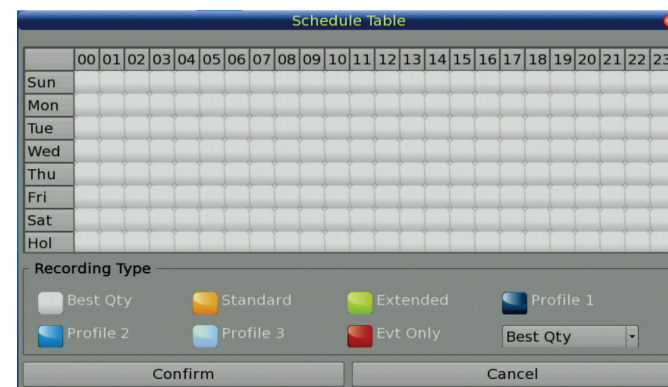 Schedule Table
00 01 02 03 04 05 06 07 08 09 10 11 12 13 14 15 16 17 18 19 20 21 22 23
Sun
Mon
Tue
Wed
Thu
Fri
Sat
Hol
Recording Type
Best Qty Standard Extended Profile 1
Profile 2 Profile 3 Evt Only Best Qty
Confirm Cancel